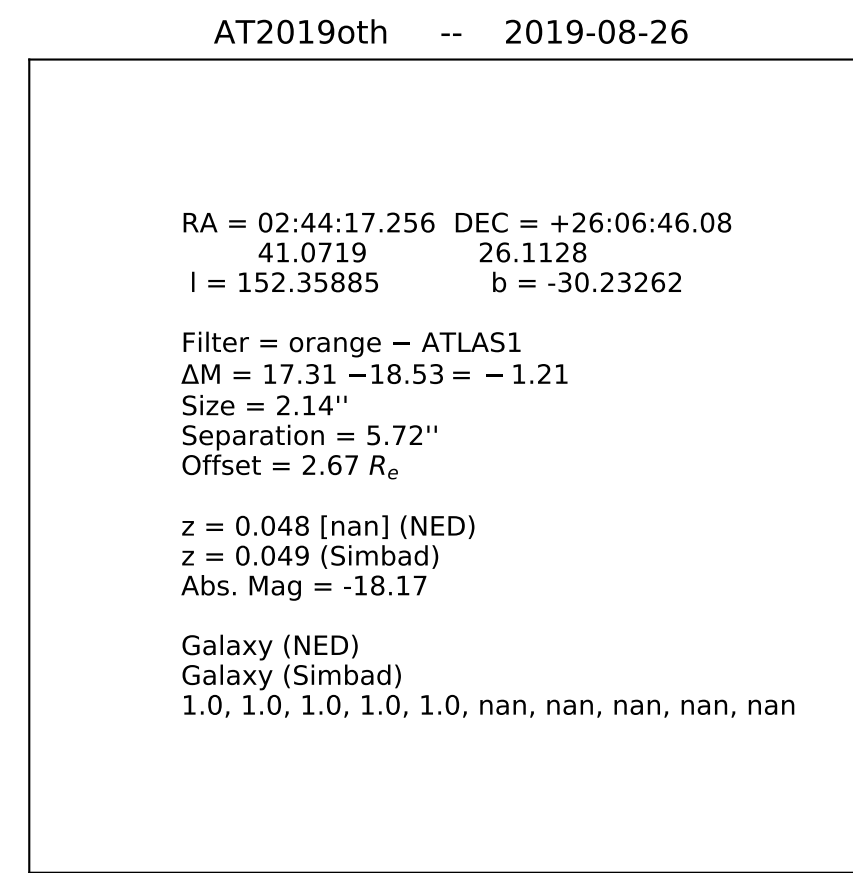 AT2019oth -- 2019-08-26
RA = 02:44:17.256 DEC = +26:06:46.08
41.0719 26.1128
l = 152.35885 b = -30.23262
Filter = orange − ATLAS1
ΔM = 17.31 −18.53 = − 1.21
Size = 2.14''
Separation = 5.72''
Offset = 2.67 Re
z = 0.048 [nan] (NED)
z = 0.049 (Simbad)
Abs. Mag = -18.17
Galaxy (NED)
Galaxy (Simbad)
1.0, 1.0, 1.0, 1.0, 1.0, nan, nan, nan, nan, nan